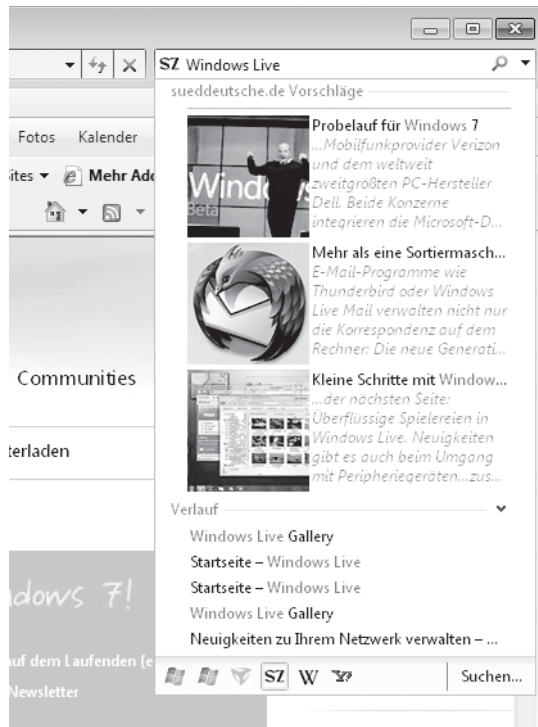 SZ Windows Live
sueddeutsche.de Vorschläge
Fotos Kalender
ites
Mehr Add
Windows
Beta
Probelauf für Windows 7
...Mobilfunkprovider Verizon
und dem weltweit
zweitgrößten PC-Hersteller
Dell. Beide Konzerne
integrieren die Microsoft-D...
Mehr als eine Sortiermasch...
E-Mail-Programme wie
Thunderbird oder Windows
Live Mail verwalten nicht nur
die Korrespondenz auf dem
Rechner: Die neue Generati...
Communities
Kleine Schritte mit Window...
...der nächsten Seite:
Überflüssige Spielereien in
Windows Live. Neuigkeiten
gibt es auch beim Umgang
mit Peripheriegeräten...zus...
terladen
Verlauf
Windows Live Gallery
Startseite – Windows Live
Startseite – Windows Live
Windows Live Gallery
Neuigkeiten zu Ihrem Netzwerk verwalten – ...
ndows 7!
auf dem Laufenden (e
Newsletter
SZ W Y! Suchen...